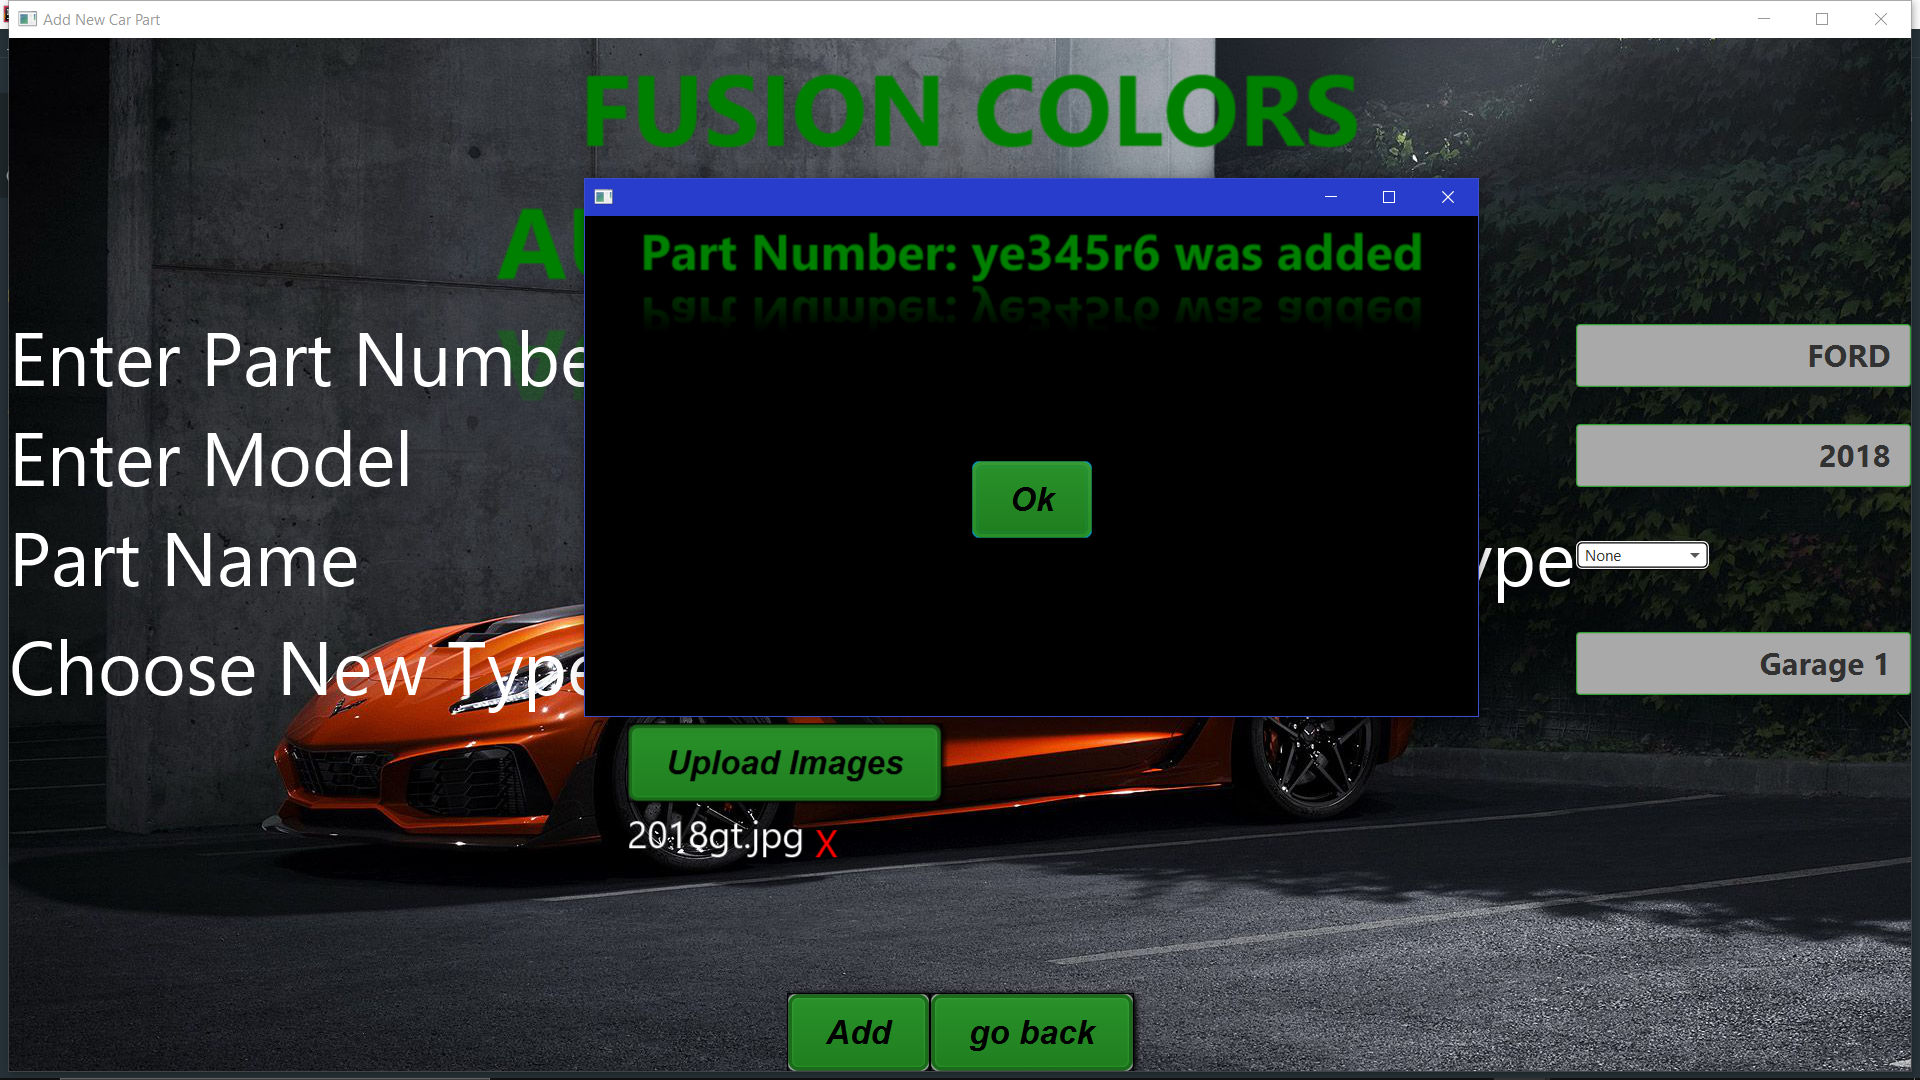 Add New Car Part
FUSION COLORS
Part Number: ye345r6 was added
Enter Part Numbe
FORD
Enter Model
2018
Ok
Part Name
ype
None
Choose New Type
Garage 1
Upload Images
2018gt.jpg X
Add
go back